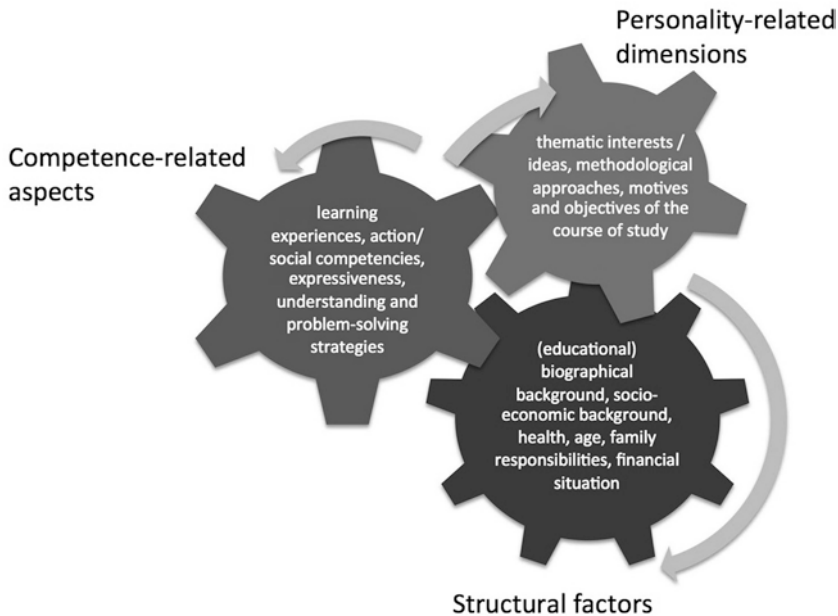 Personality-related
dimensions
thematic interests /
ideas, methodological
approaches, motives
and objectives of the
course of study
Competence-related
aspects
learning
experiences, action/
social competencies,
expressiveness,
understanding and
problem-solving
strategies
(educational)
biographical
background, socio-
economic background,
health, age, family
responsibilities, financial
situation
Structural factors